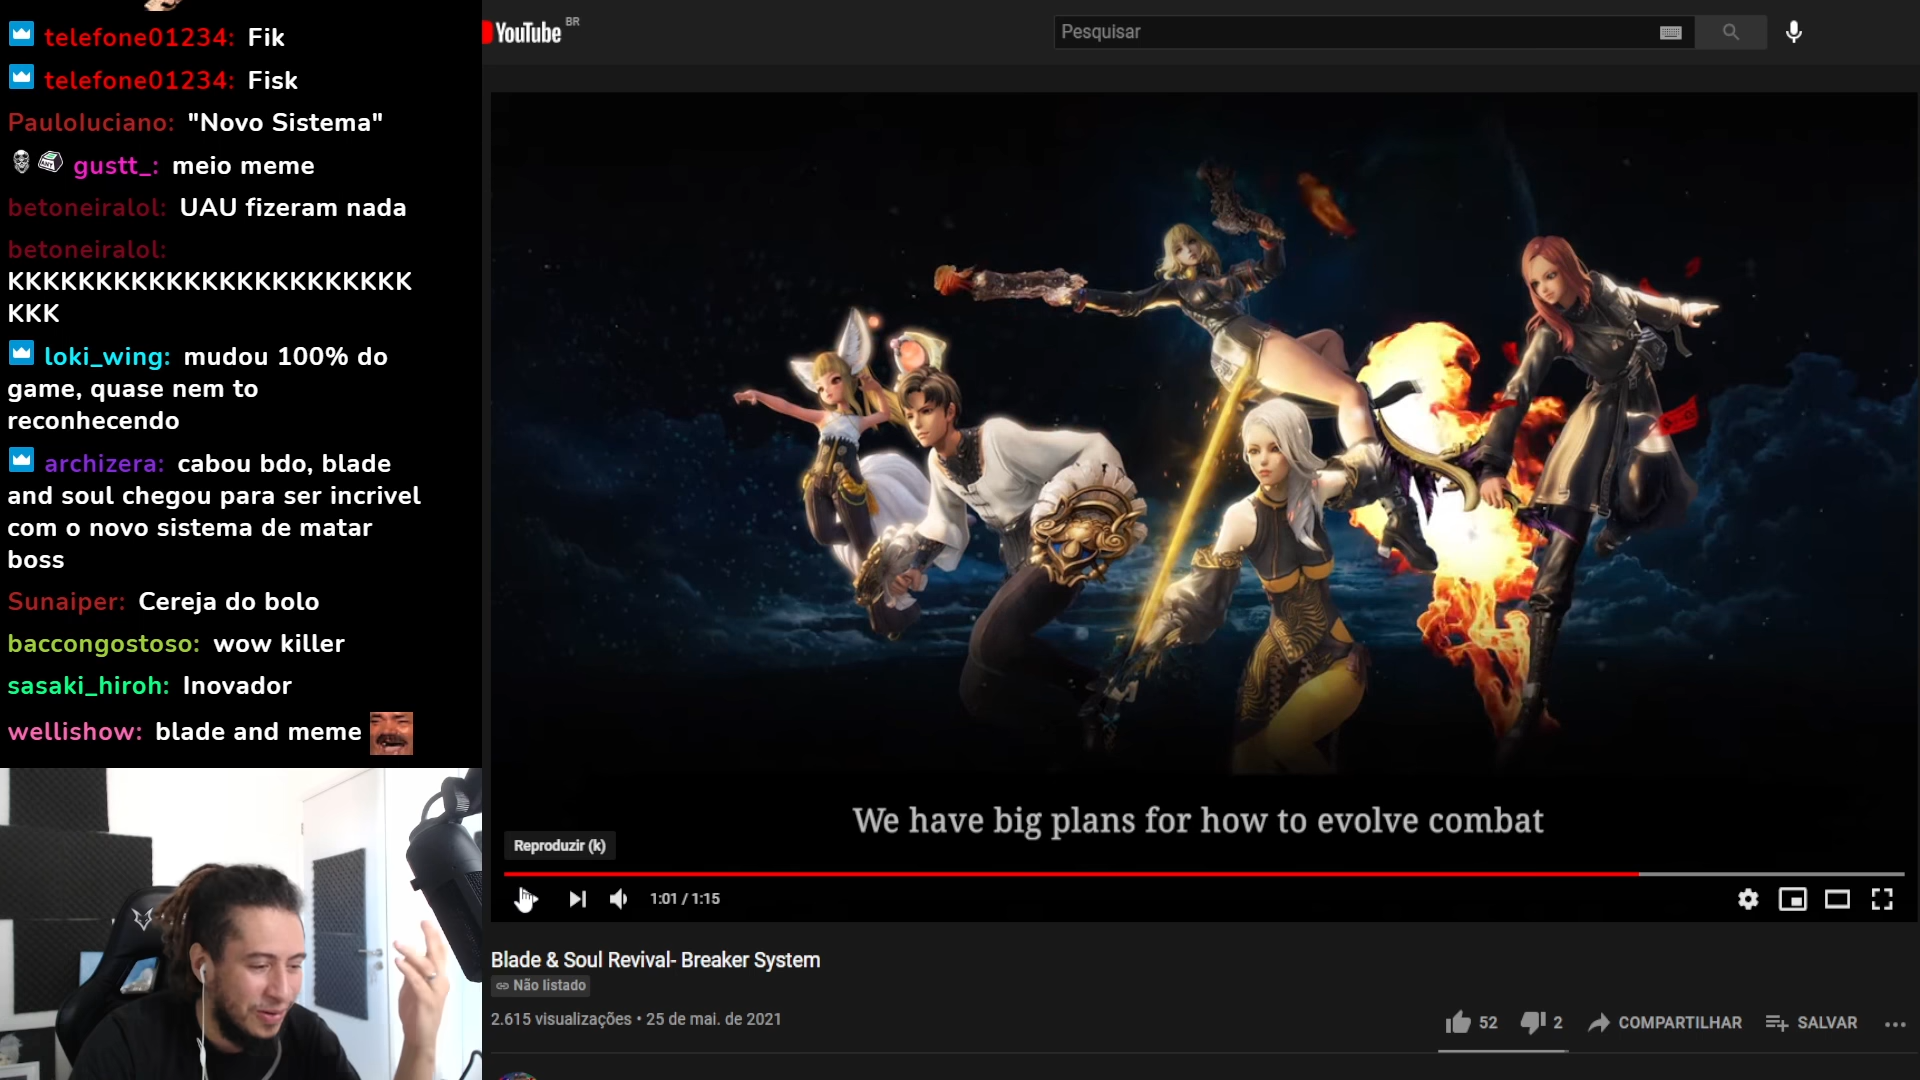 telefone01234: Fik
telefone01234: Fisk
Pauloluciano: "Novo Sistema"
gustt_: meio meme
betoneiralol: UAU fizeram nada
betoneiralol:
KKKKKKKKKKKKKKKKKKKKKKK
KKK
loki_wing: mudou 100% do
game, quase nem to
reconhecendo
archizera: cabou bdo, blade
and soul chegou para ser incrivel
com o novo sistema de matar
boss
Sunaiper: Cereja do bolo
baccongostoso: wow killer
sasaki_hiroh: Inovador
wellishow: blade and meme
YouTube BR
Pesquisar
We have big plans for how to evolve combat
Reproduzir (k)
1:01 / 1:15
Blade & Soul Revival- Breaker System
Não listado
2.615 visualizações • 25 de mai. de 2021
52
2
COMPARTILHAR
SALVAR